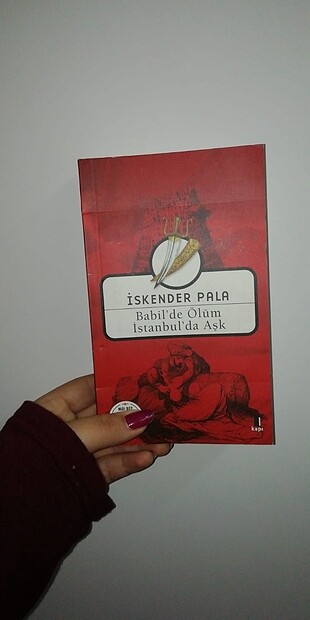 İSKENDER PALA
Babil'de Ölüm
İstanbul'da Aşk
kapı